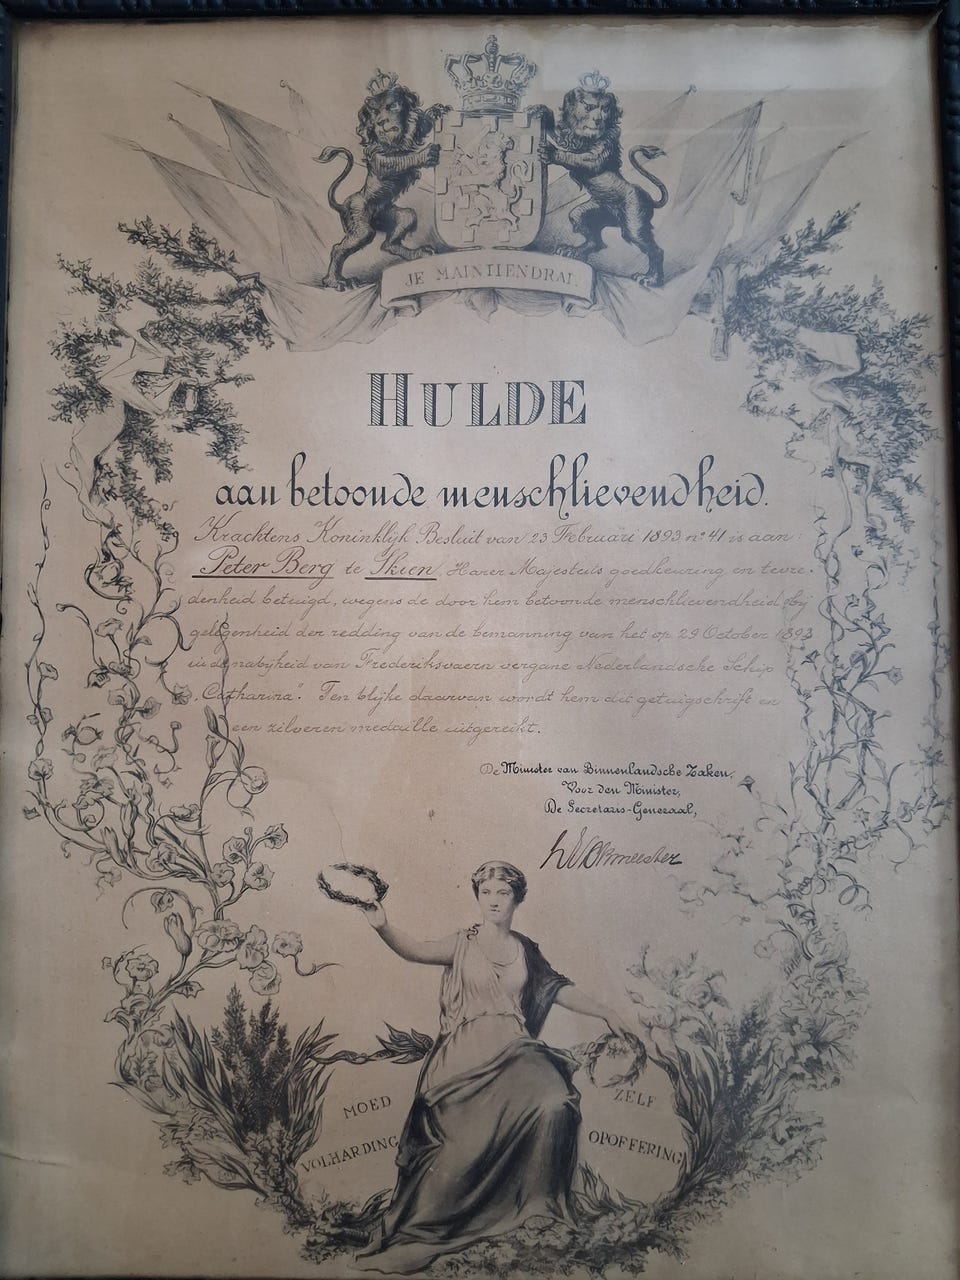 JE MAINTIENDRAI.
HULDE
aan betoonde menschlievendheid.
Krachtens Koninklijk Besluit van 23 Februari 1893 nº 41 is aan:
Peter Berg te Skien, Harer Majesteits goedkeuring en tevre-
denheid betuigd, wegens de door hem betoonde menschlievendheid bij
gelegenheid der redding van de bemanning van het op 29 October 1892
in de nabijheid van Frederiksvaern vergane Nederlandsche Schip
„Catharina". Ten blijke daarvan wordt hem dit getuigschrift en
een zilveren medaille uitgereikt.
De Minister van Binnenlandsche Zaken,
Voor den Minister,
De Secretaris-Generaal,
MOED
VOLHARDING
ZELF
OPOFFERING